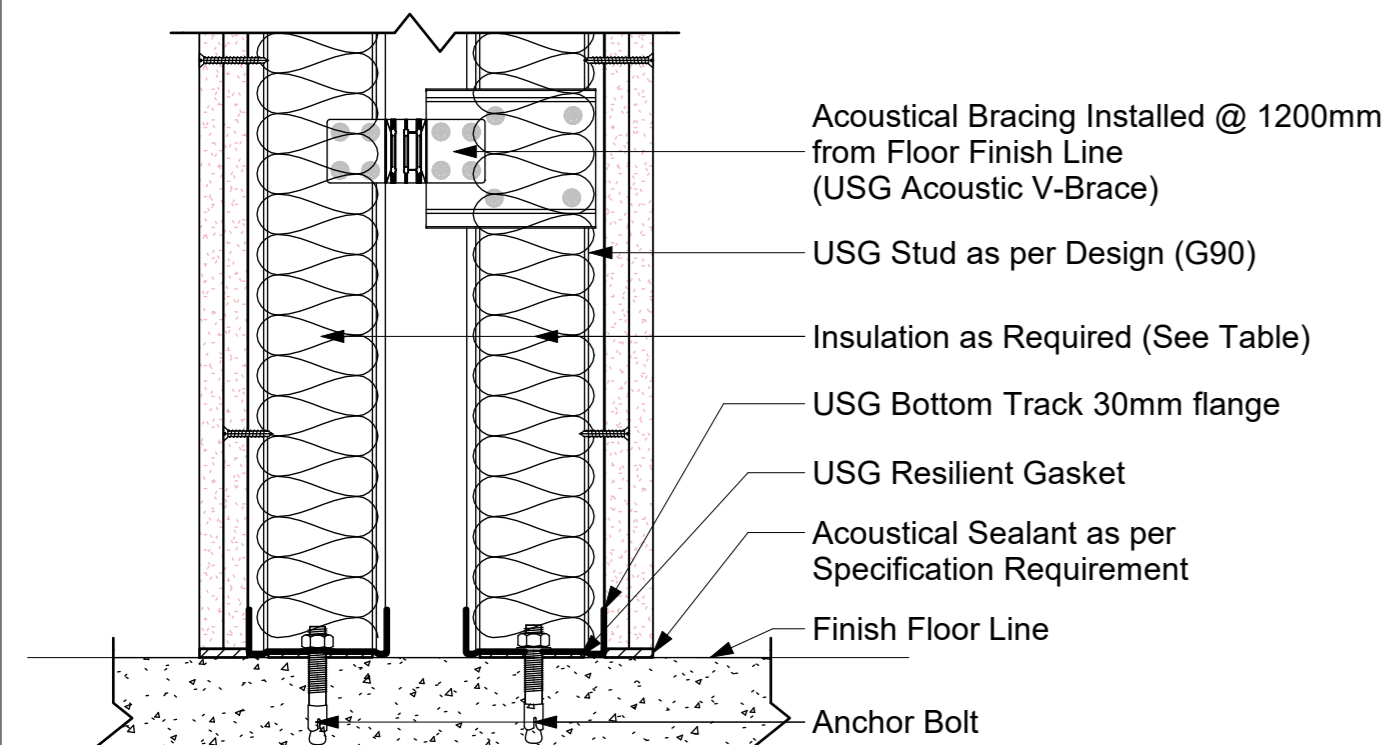 Acoustical Bracing Installed @ 1200mm
from Floor Finish Line
(USG Acoustic V-Brace)
USG Stud as per Design (G90)
Insulation as Required (See Table)
USG Bottom Track 30mm flange
USG Resilient Gasket
Acoustical Sealant as per
Specification Requirement
Finish Floor Line
Anchor Bolt